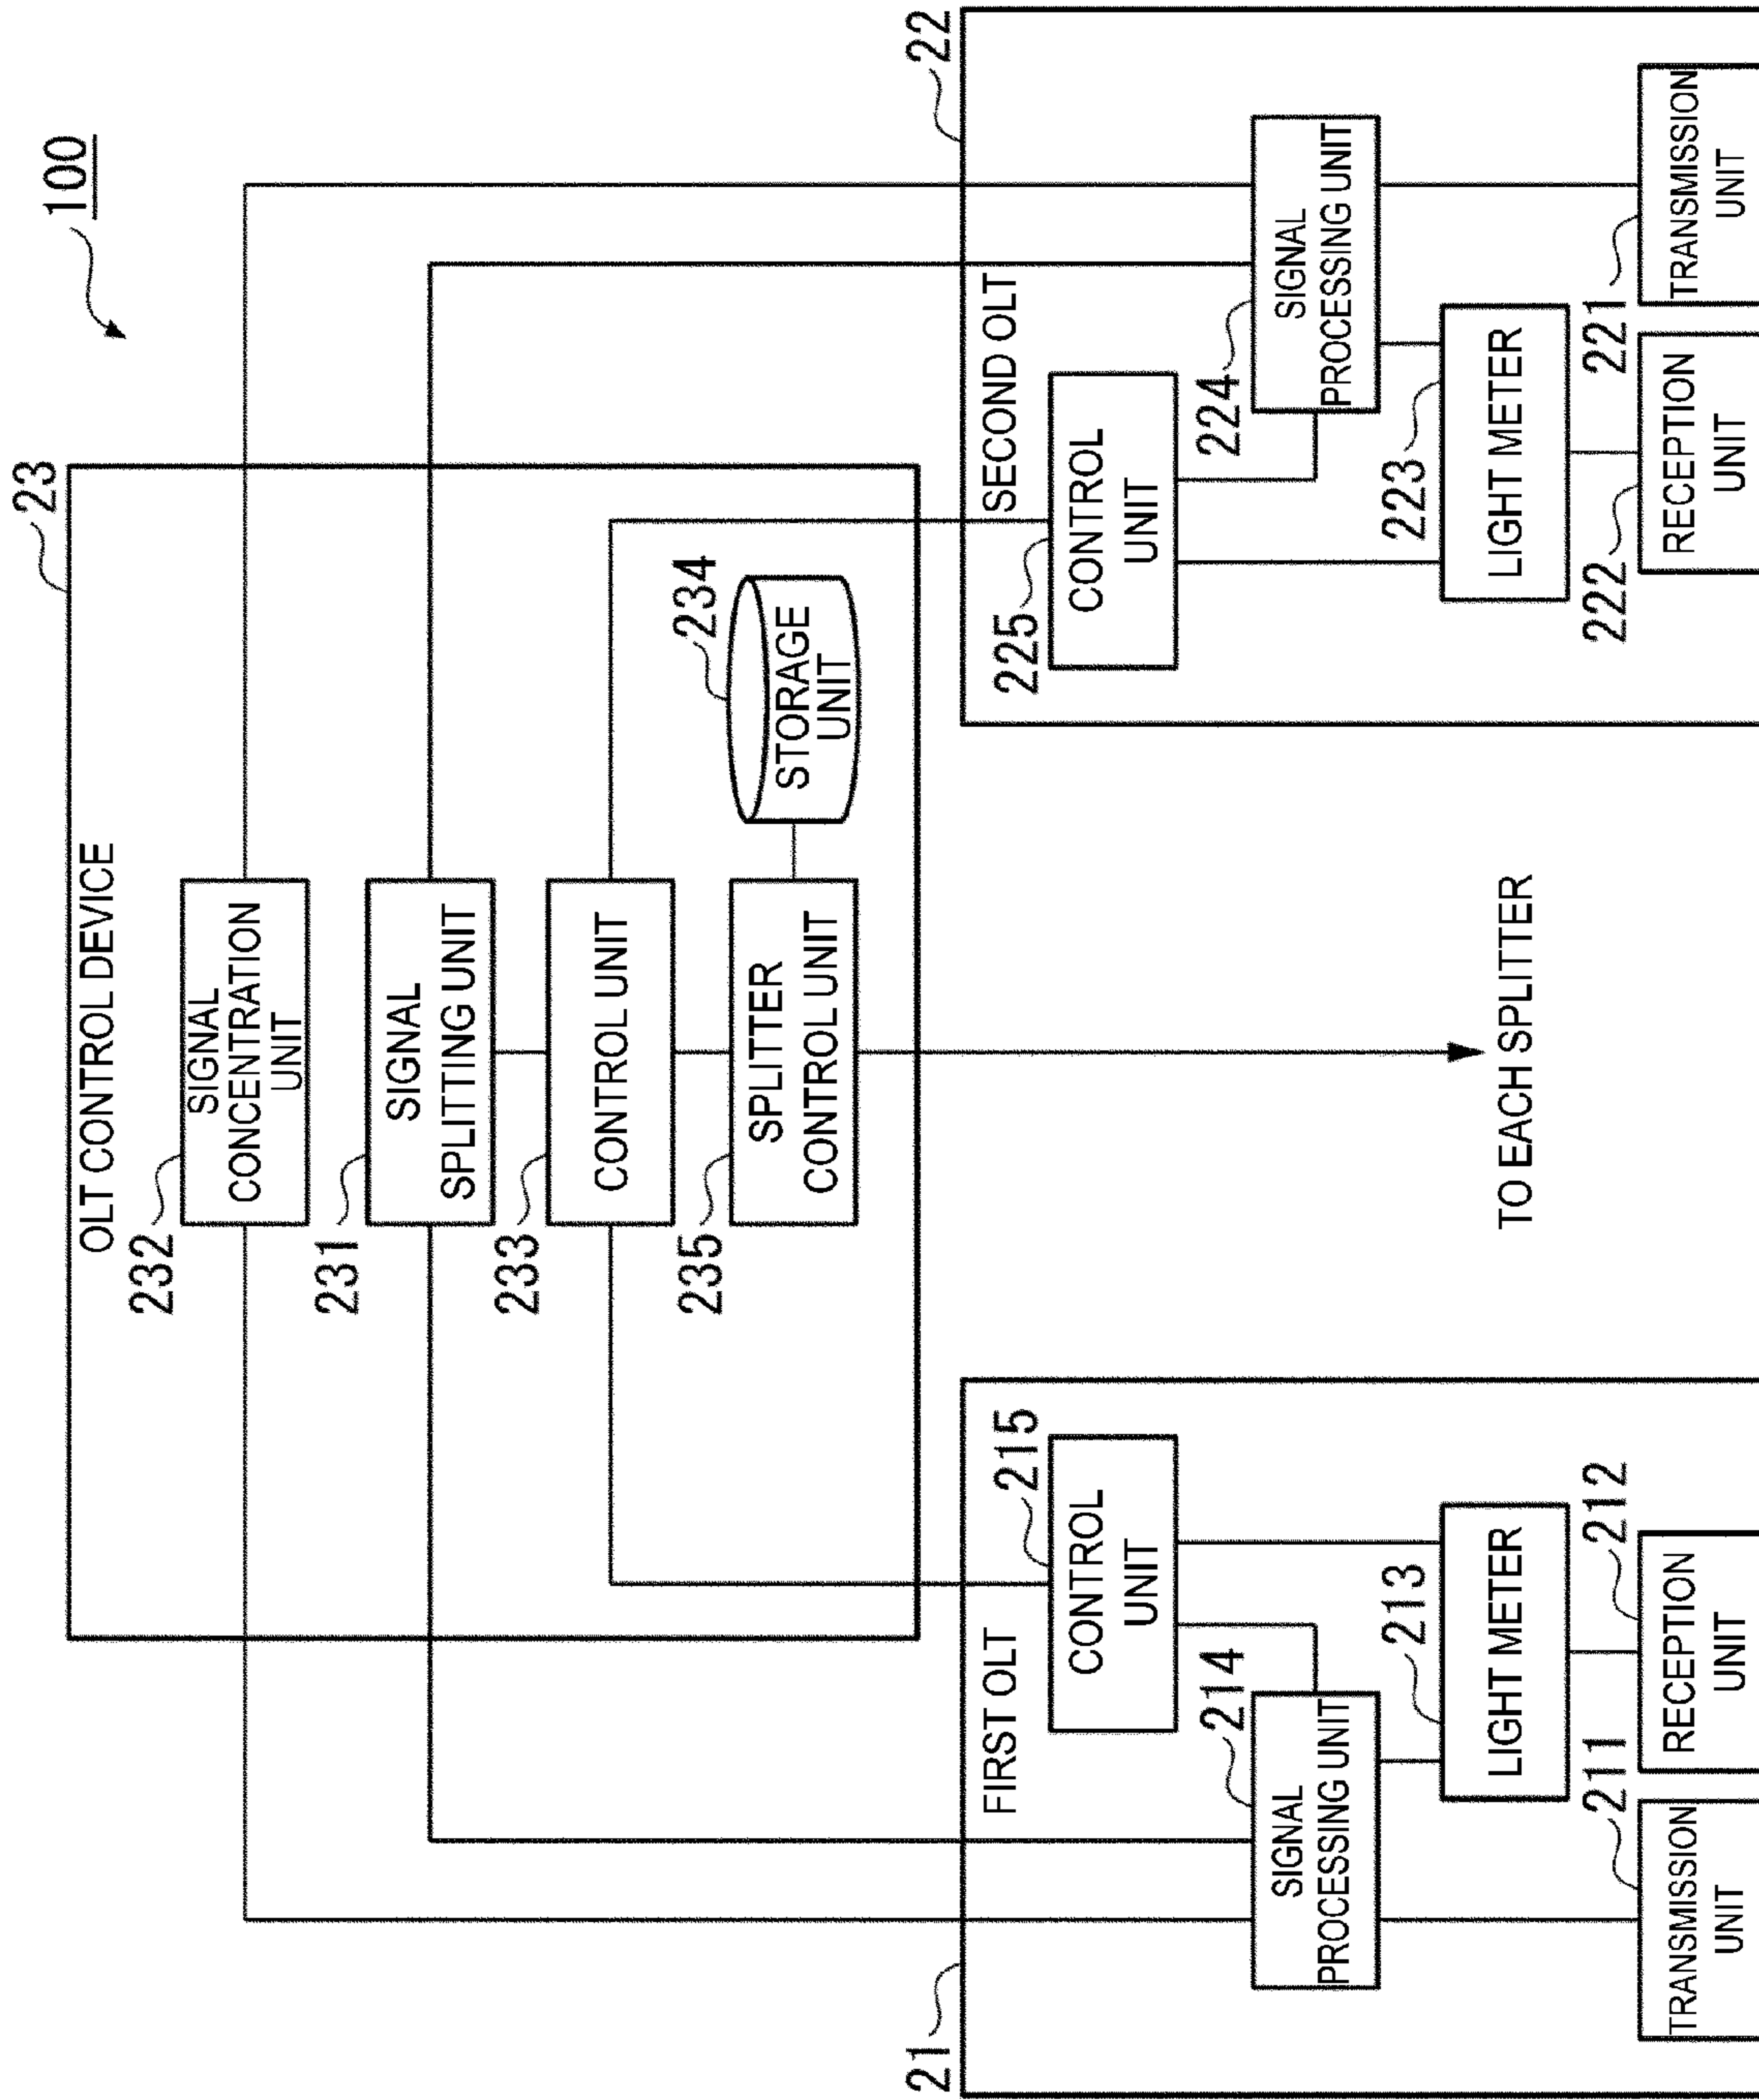 100
23
OLT CONTROL DEVICE
232
SIGNAL
CONCENTRATION
UNIT
231
SIGNAL
SPLITTING UNIT
233
CONTROL UNIT
235
SPLITTER
CONTROL UNIT
234
STORAGE
UNIT
21
FIRST OLT
215
CONTROL
UNIT
214
SIGNAL
PROCESSING UNIT
213
LIGHT METER
211
TRANSMISSION
UNIT
212
RECEPTION
UNIT
TO EACH SPLITTER
22
SECOND OLT
225
CONTROL
UNIT
224
SIGNAL
PROCESSING UNIT
223
LIGHT METER
222
RECEPTION
UNIT
221
TRANSMISSION
UNIT